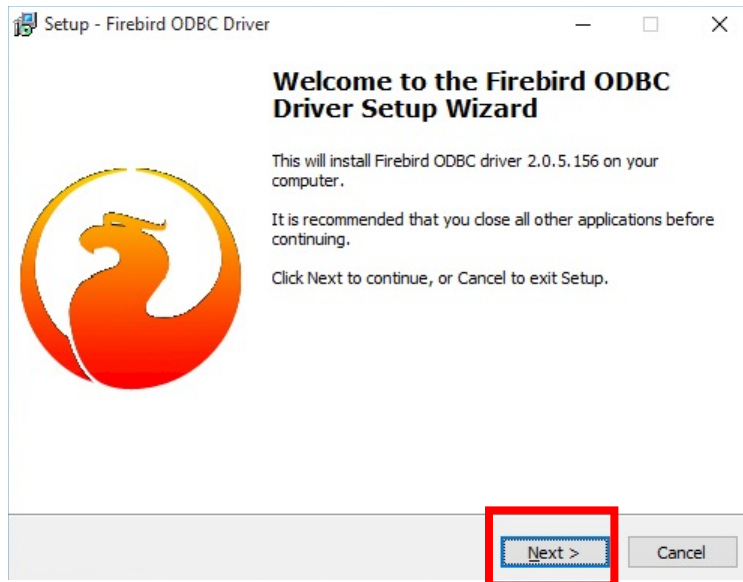 Setup - Firebird ODBC Driver
Welcome to the Firebird ODBC
Driver Setup Wizard
This will install Firebird ODBC driver 2.0.5.156 on your
computer.
It is recommended that you close all other applications before
continuing.
Click Next to continue, or Cancel to exit Setup.
Next >
Cancel